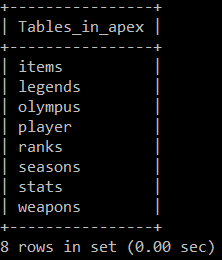 +----------------+
| Tables_in_apex |
+----------------+
| items          |
| legends        |
| olympus        |
| player         |
| ranks          |
| seasons        |
| stats          |
| weapons        |
+----------------+
8 rows in set (0.00 sec)